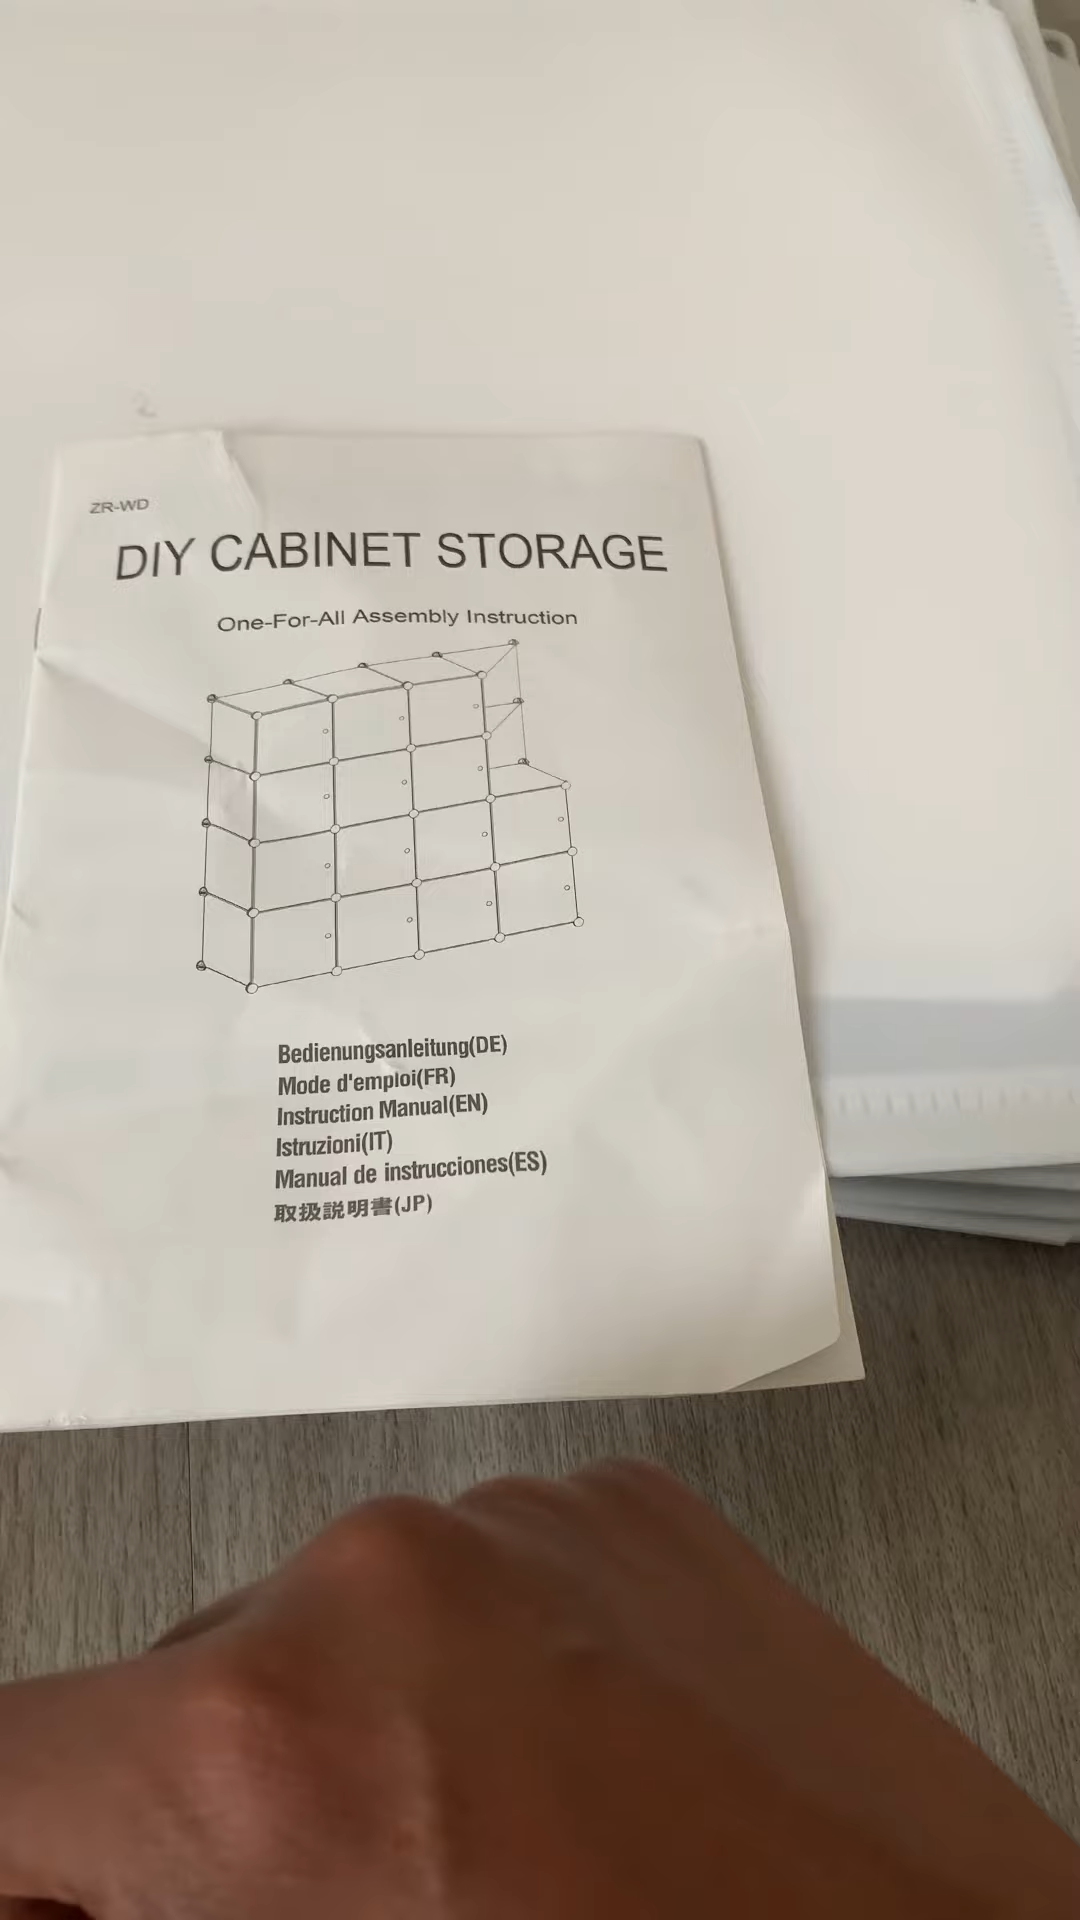 ZR-WD
DIY CABINET STORAGE
One-For-All Assembly Instruction
Bedienungsanleitung(DE)
Mode d'emploi(FR)
Instruction Manual(EN)
Istruzioni(IT)
Manual de instrucciones(ES)
取扱説明書(JP)